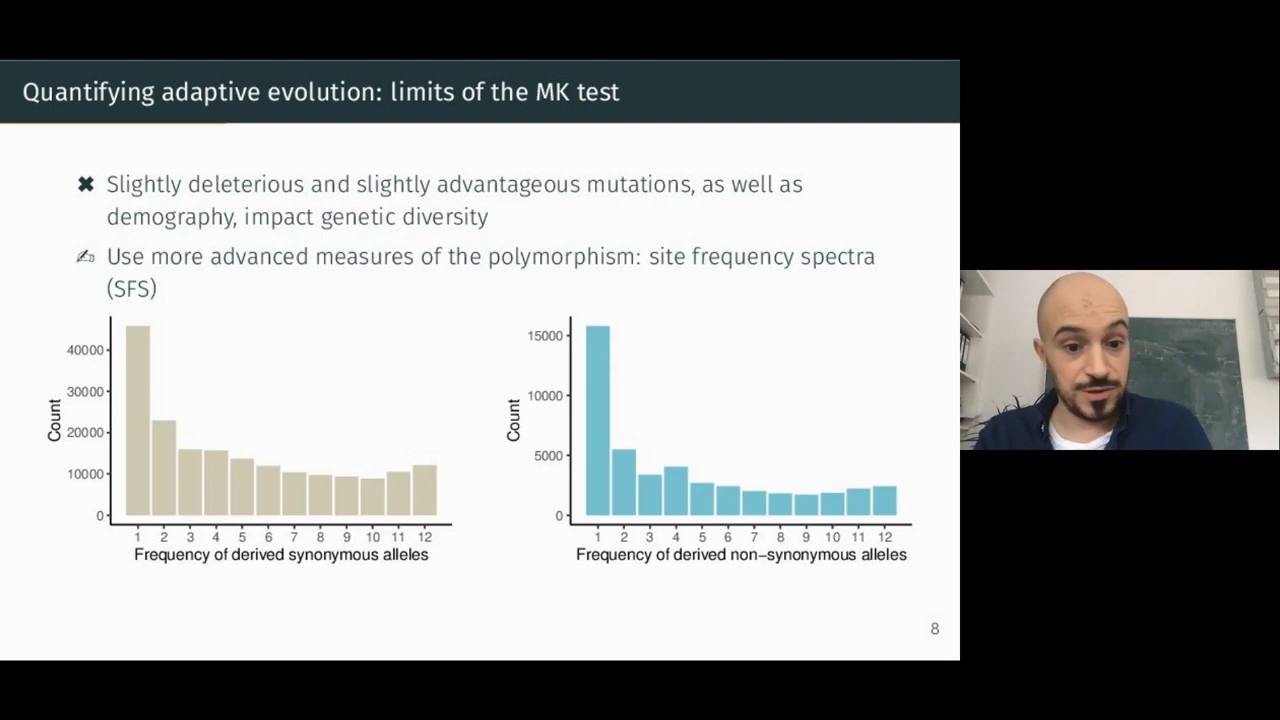 Quantifying adaptive evolution: limits of the MK test
✖ Slightly deleterious and slightly advantageous mutations, as well as
demography, impact genetic diversity
✍ Use more advanced measures of the polymorphism: site frequency spectra
(SFS)
40000
30000
20000
10000
0
Count
1 2 3 4 5 6 7 8 9 10 11 12
Frequency of derived synonymous alleles
15000
10000
5000
0
Count
1 2 3 4 5 6 7 8 9 10 11 12
Frequency of derived non−synonymous alleles
8